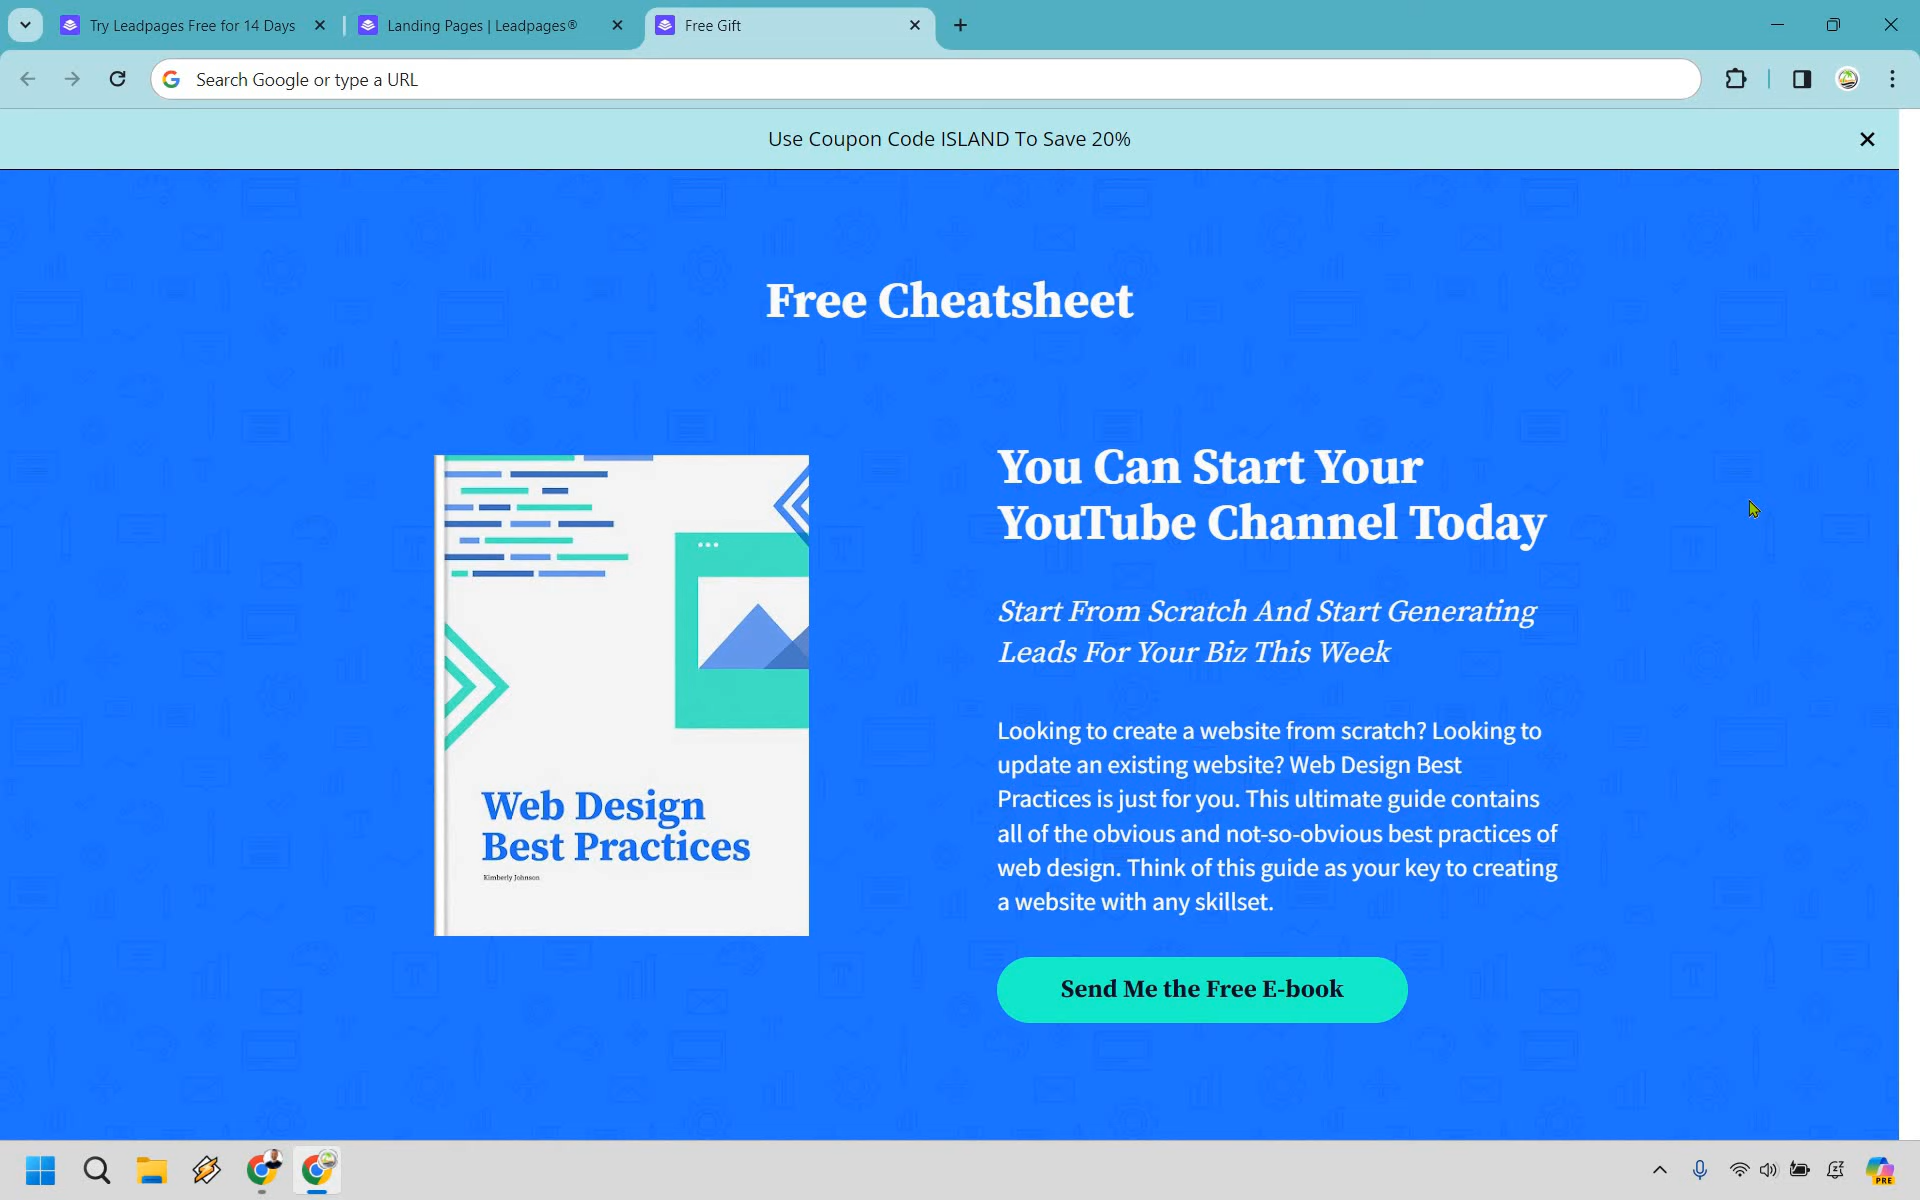 Try Leadpages Free for 14 Days
Landing Pages | Leadpages®
Free Gift
Search Google or type a URL
Use Coupon Code ISLAND To Save 20%
Free Cheatsheet
You Can Start Your
YouTube Channel Today
Start From Scratch And Start Generating
Leads For Your Biz This Week
Looking to create a website from scratch? Looking to
update an existing website? Web Design Best
Practices is just for you. This ultimate guide contains
all of the obvious and not-so-obvious best practices of
web design. Think of this guide as your key to creating
a website with any skillset.
Send Me the Free E-book
Web Design
Best Practices
Kimberly Johnson
PRE